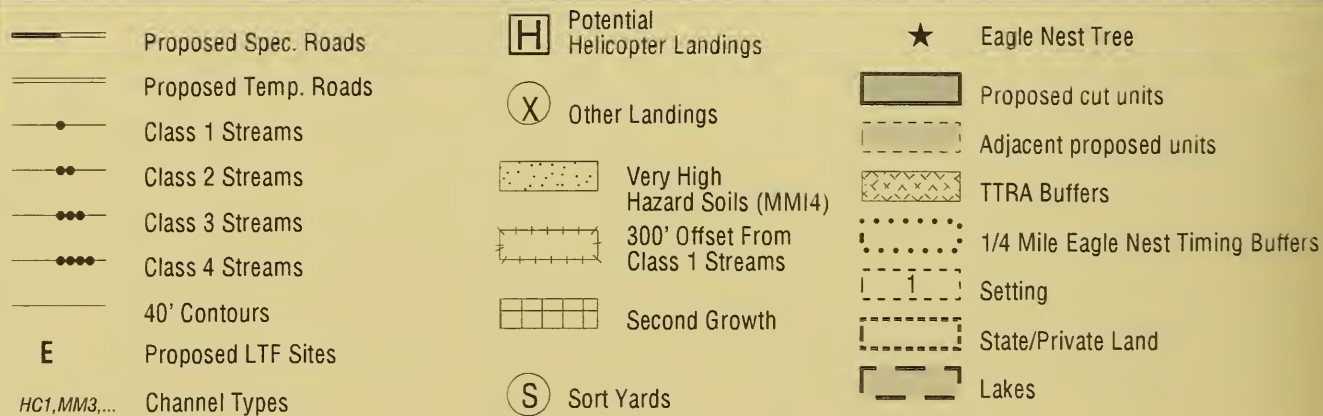 Proposed Spec. Roads
Proposed Temp. Roads
Class 1 Streams
Class 2 Streams
Class 3 Streams
Class 4 Streams
40' Contours
E Proposed LTF Sites
HC1,MM3,... Channel Types
H Potential
Helicopter Landings
X Other Landings
Very High
Hazard Soils (MMI4)
300' Offset From
Class 1 Streams
Second Growth
S Sort Yards
Eagle Nest Tree
Proposed cut units
Adjacent proposed units
TTRA Buffers
1/4 Mile Eagle Nest Timing Buffers
1 Setting
State/Private Land
Lakes